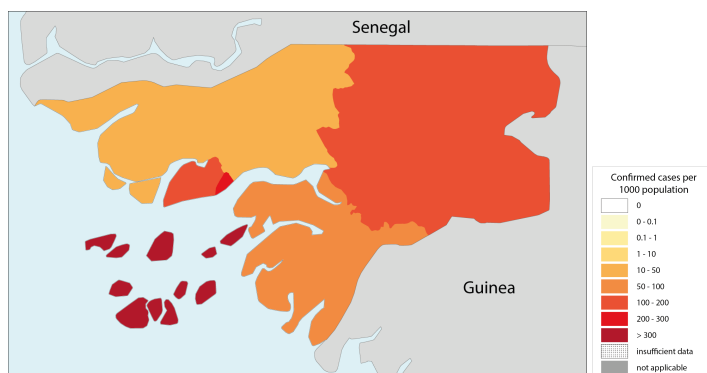 Senegal
Guinea
Confirmed cases per
1000 population
0
0 - 0.1
0.1 - 1
1 - 10
10 - 50
50 - 100
100 - 200
200 - 300
> 300
insufficient data
not applicable